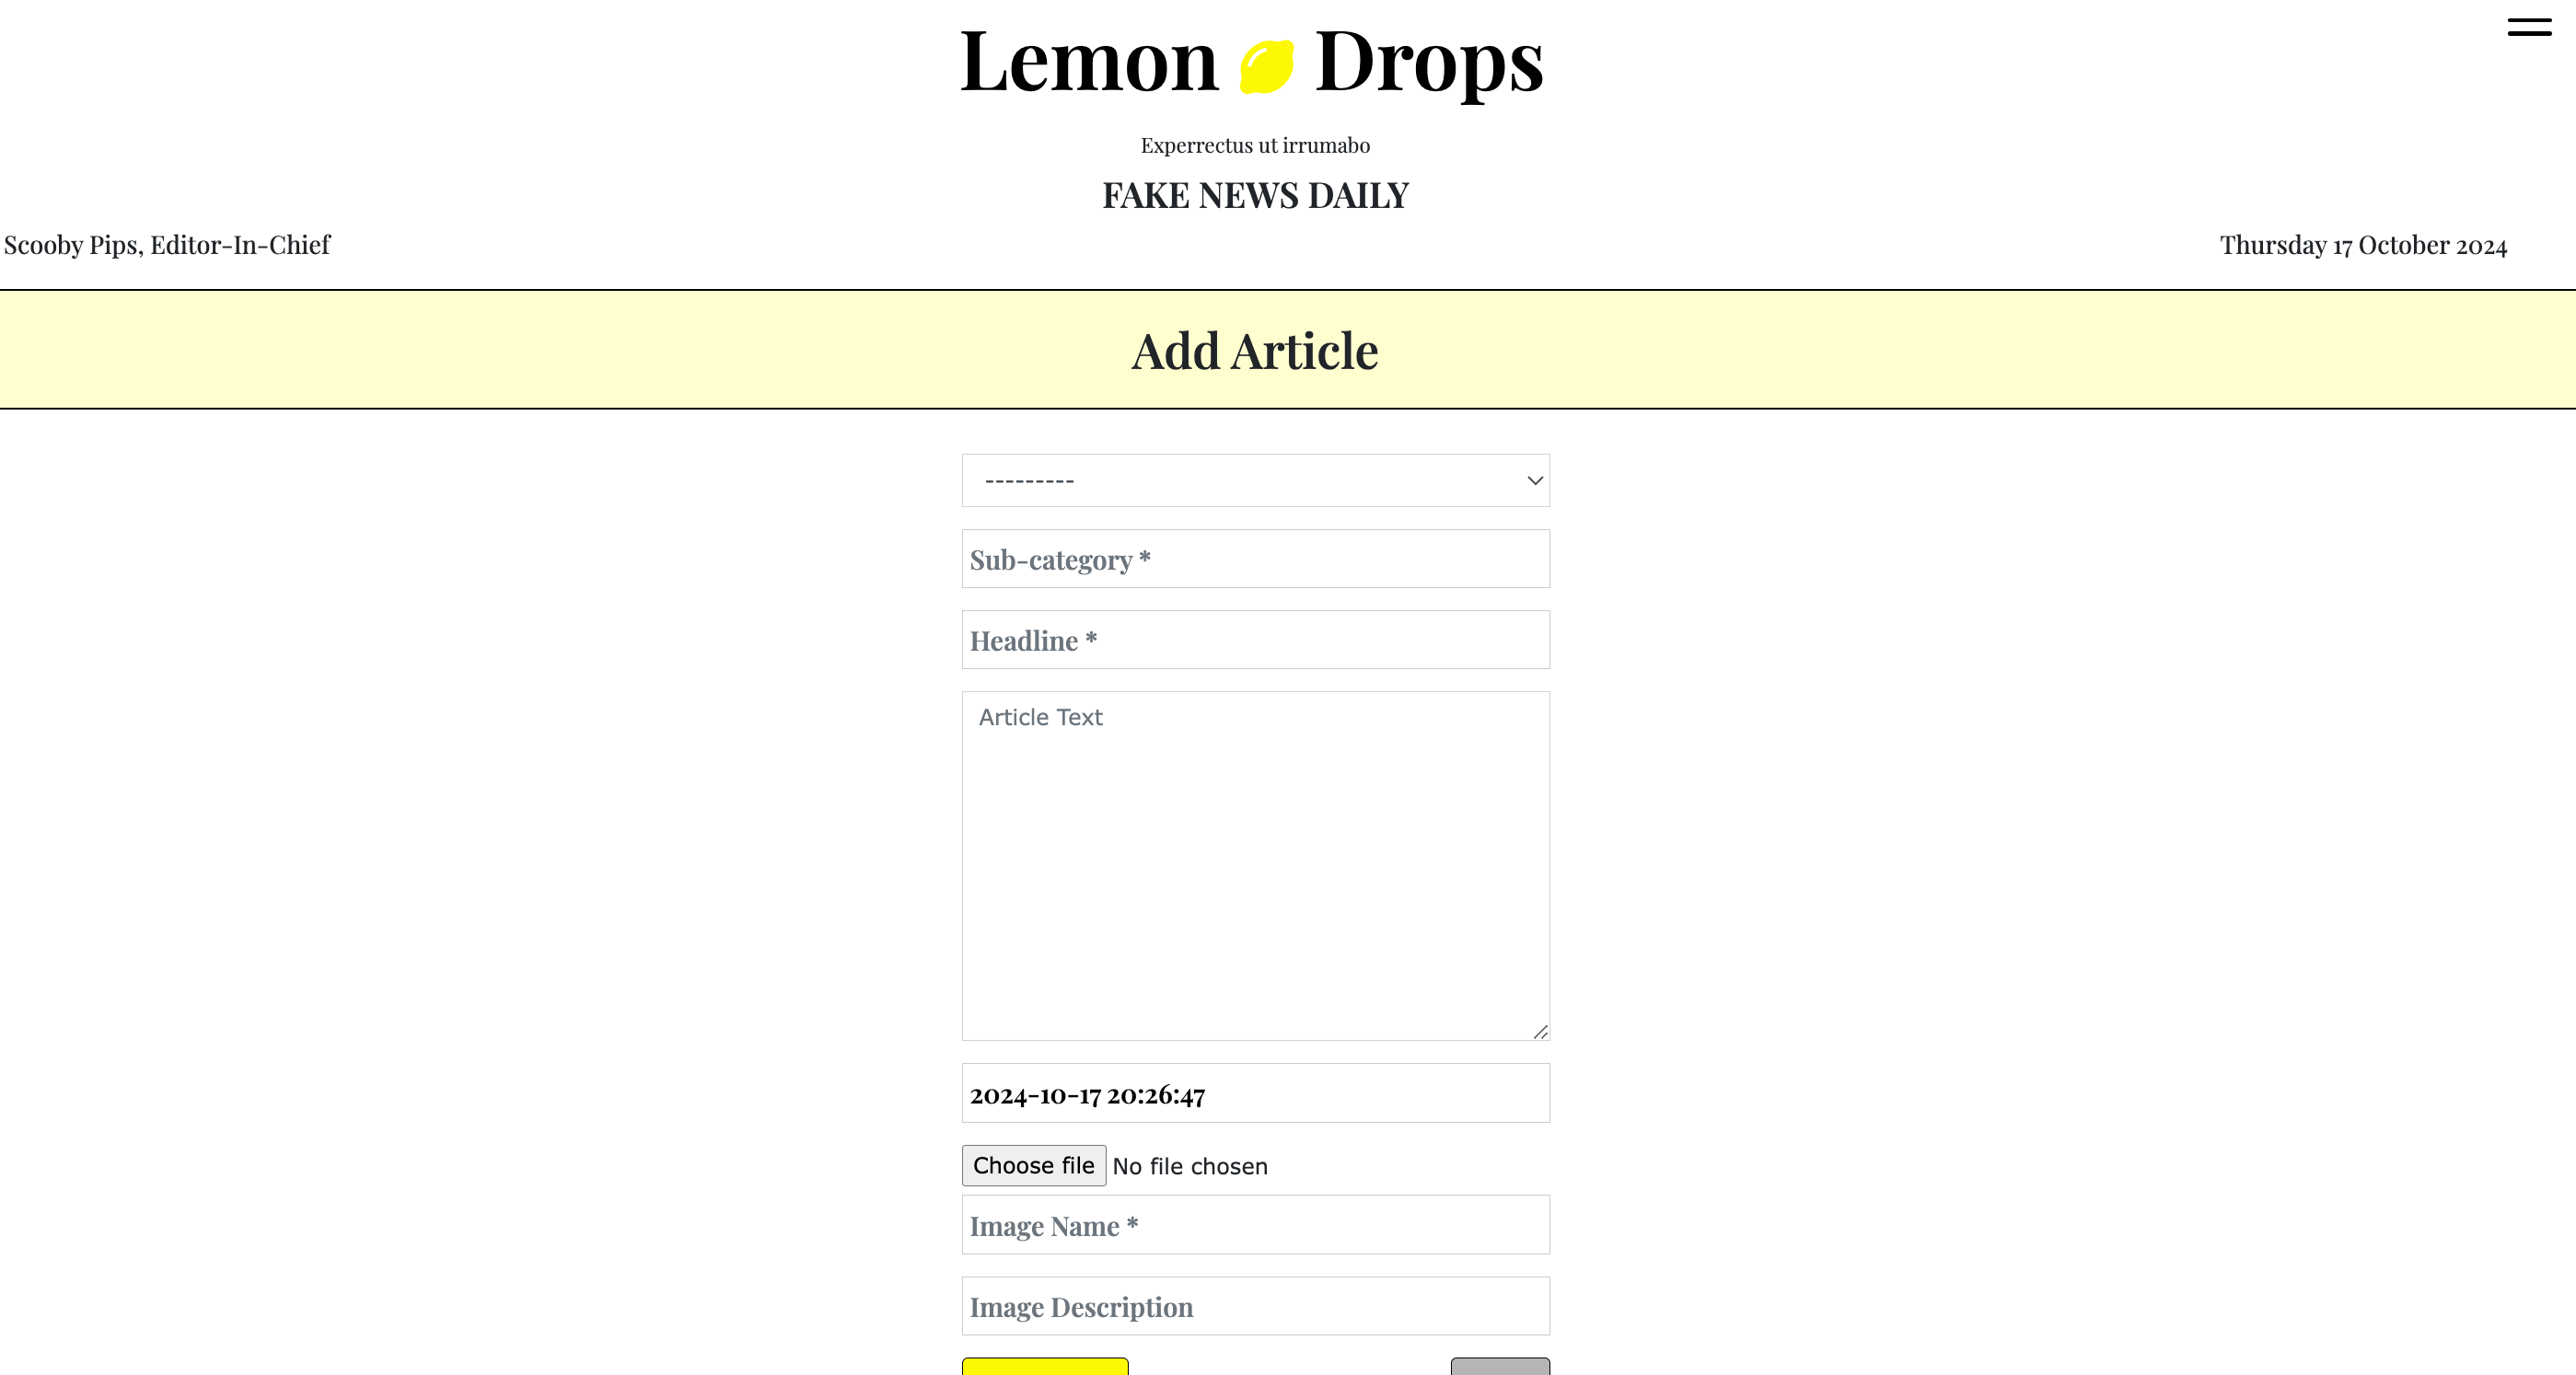 Lemon Drops
Experrectus ut irrumabo
FAKE NEWS DAILY
Scooby Pips, Editor-In-Chief
Thursday 17 October 2024
Add Article
---------
Sub-category *
Headline *
Article Text
2024-10-17 20:26:47
Choose file No file chosen
Image Name *
Image Description